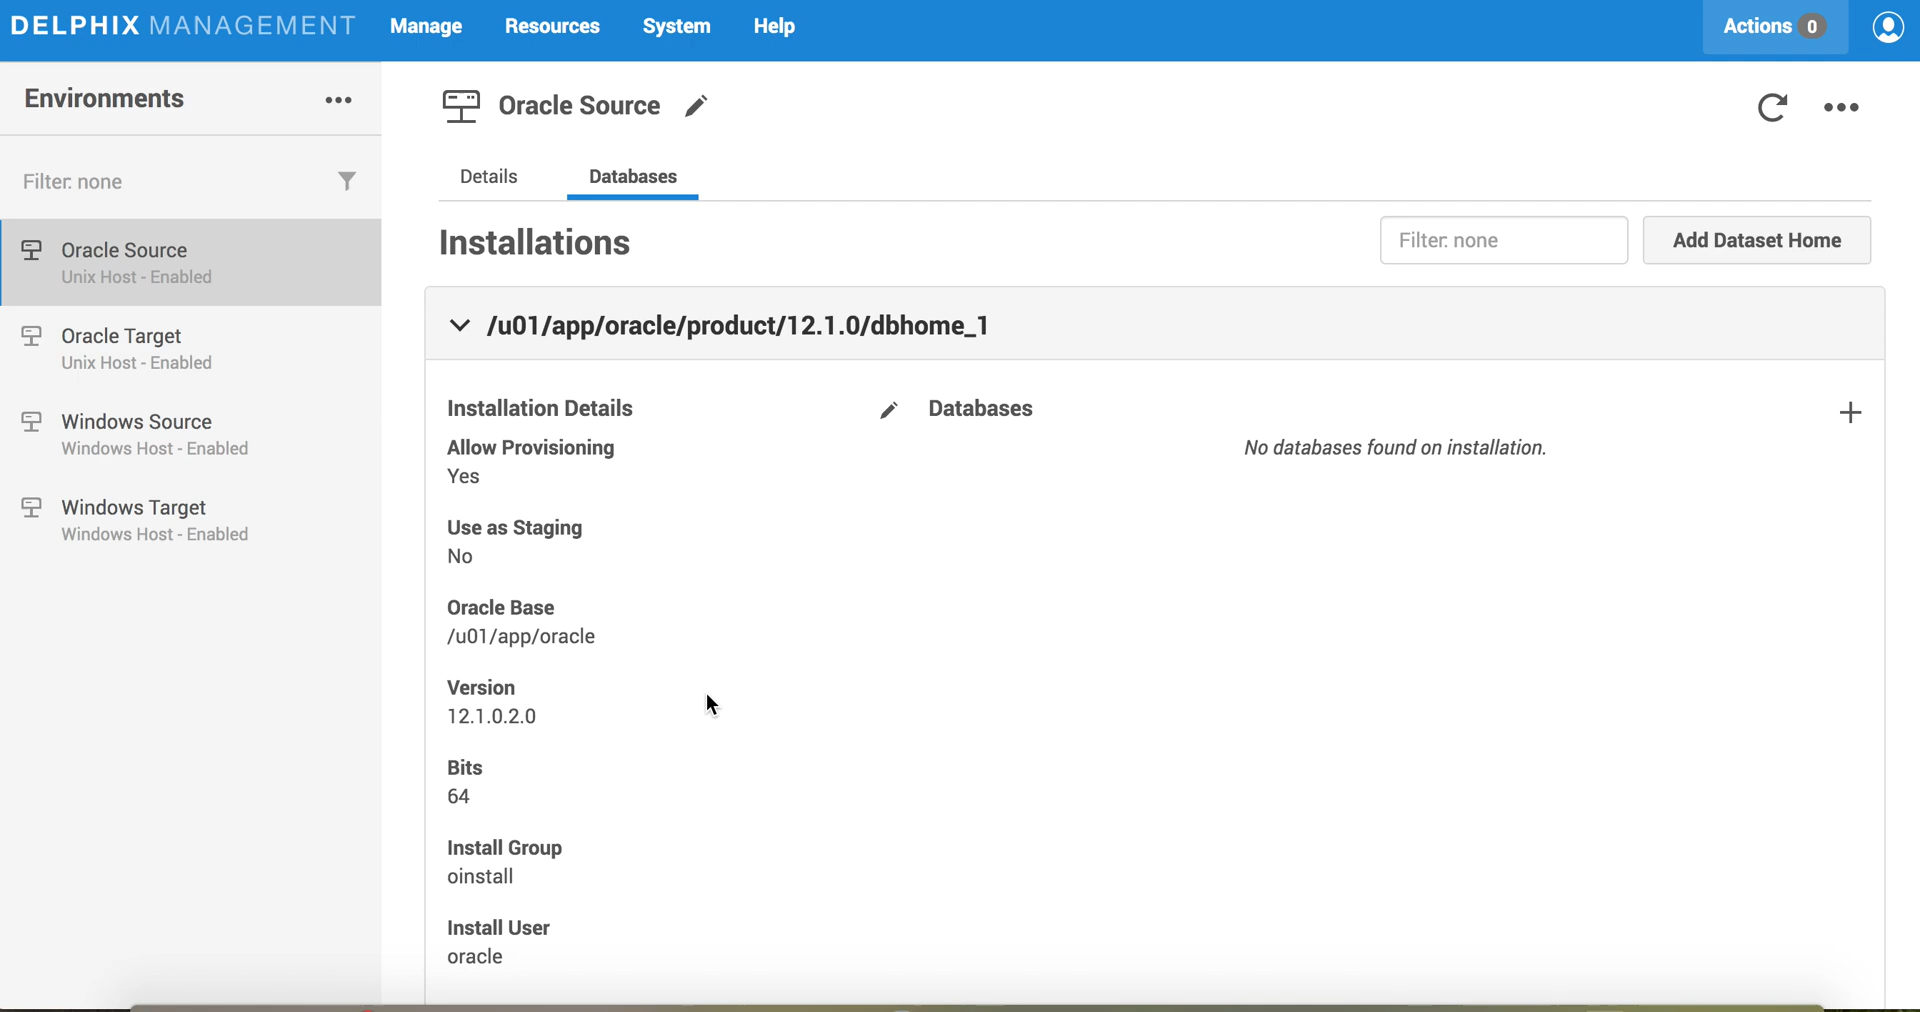 DELPHIX MANAGEMENT
Manage
Resources
System
Help
Actions 0
Environments
Filter: none
Oracle Source
Unix Host - Enabled
Oracle Target
Unix Host - Enabled
Windows Source
Windows Host - Enabled
Windows Target
Windows Host - Enabled
Oracle Source
Details
Databases
Installations
Filter: none
Add Dataset Home
/u01/app/oracle/product/12.1.0/dbhome_1
Installation Details
Allow Provisioning
Yes
Use as Staging
No
Oracle Base
/u01/app/oracle
Version
12.1.0.2.0
Bits
64
Install Group
oinstall
Install User
oracle
Databases
No databases found on installation.